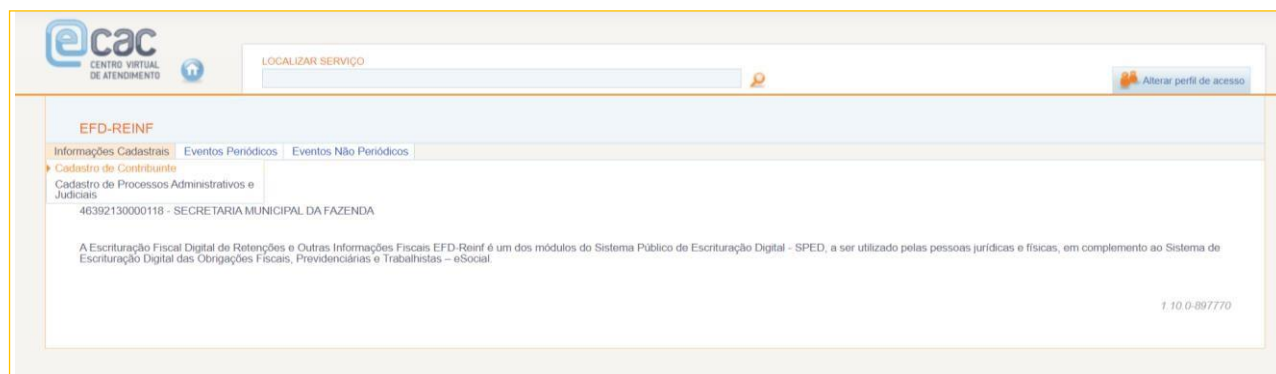 ecac
CENTRO VIRTUAL
DE ATENDIMENTO
LOCALIZAR SERVIÇO
Alterar perfil de acesso
EFD-REINF
Informações Cadastrais Eventos Periódicos Eventos Não Periódicos
Cadastro de Contribuinte
Cadastro de Processos Administrativos e
Judiciais
46392130000118 - SECRETARIA MUNICIPAL DA FAZENDA
A Escrituração Fiscal Digital de Retenções e Outras Informações Fiscais EFD-Reinf é um dos módulos do Sistema Público de Escrituração Digital - SPED, a ser utilizado pelas pessoas jurídicas e físicas, em complemento ao Sistema de
Escrituração Digital das Obrigações Fiscais, Previdenciárias e Trabalhistas – eSocial.
1.10.0-897770